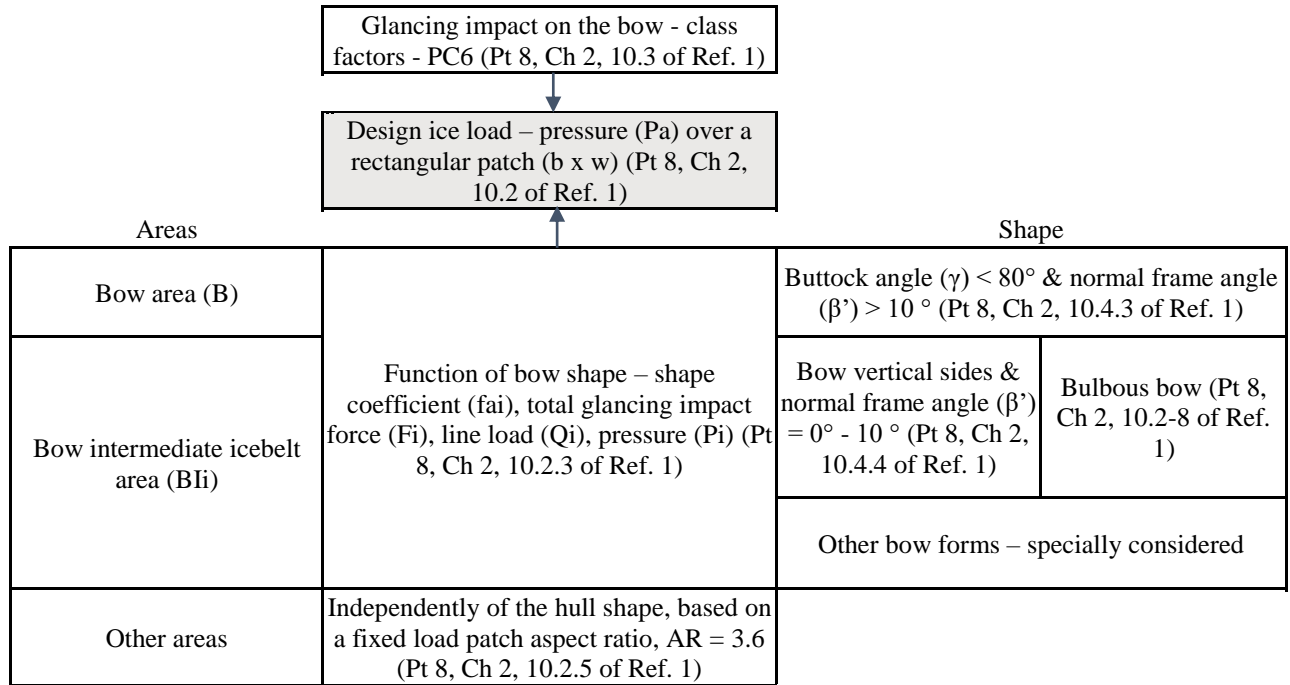 Glancing impact on the bow - class
factors - PC6 (Pt 8, Ch 2, 10.3 of Ref. 1)
Design ice load – pressure (Pa) over a
rectangular patch (b x w) (Pt 8, Ch 2,
10.2 of Ref. 1)
Areas
Shape
Bow area (B)
Buttock angle (γ) < 80° & normal frame angle
(β’) > 10 ° (Pt 8, Ch 2, 10.4.3 of Ref. 1)
Bow intermediate icebelt
area (BIi)
Function of bow shape – shape
coefficient (fai), total glancing impact
force (Fi), line load (Qi), pressure (Pi) (Pt
8, Ch 2, 10.2.3 of Ref. 1)
Bow vertical sides &
normal frame angle (β’)
= 0° - 10 ° (Pt 8, Ch 2,
10.4.4 of Ref. 1)
Bulbous bow (Pt 8,
Ch 2, 10.2-8 of Ref.
1)
Other bow forms – specially considered
Other areas
Independently of the hull shape, based on
a fixed load patch aspect ratio, AR = 3.6
(Pt 8, Ch 2, 10.2.5 of Ref. 1)